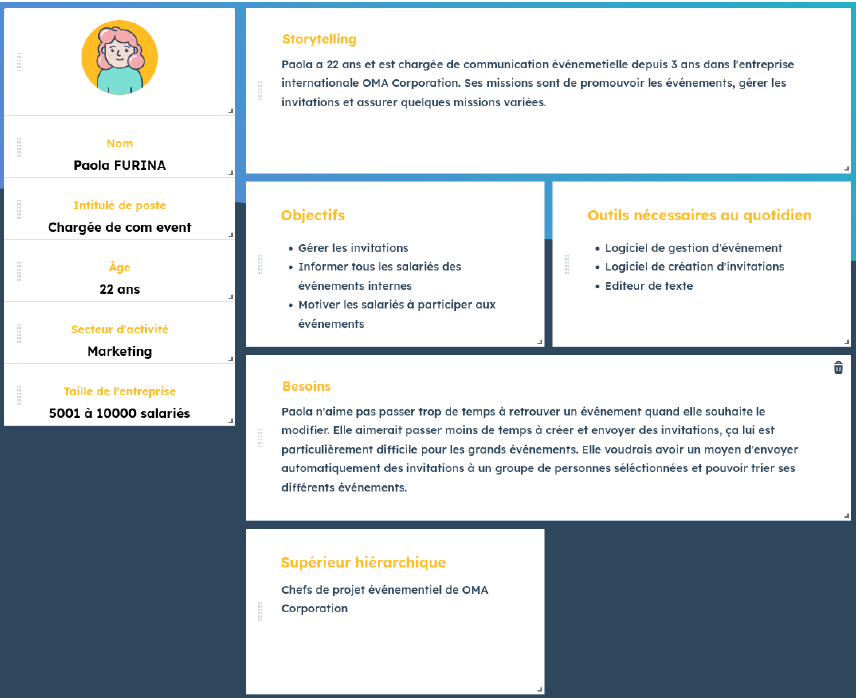 Nom
Paola FURINA
Intitulé de poste
Chargée de com event
Âge
22 ans
Secteur d'activité
Marketing
Taille de l'entreprise
5001 à 10000 salariés
Storytelling
Paola a 22 ans et est chargée de communication événemetielle depuis 3 ans dans l'entreprise
internationale OMA Corporation. Ses missions sont de promouvoir les événements, gérer les
invitations et assurer quelques missions variées.
Objectifs
• Gérer les invitations
• Informer tous les salariés des
événements internes
• Motiver les salariés à participer aux
événements
Outils nécessaires au quotidien
• Logiciel de gestion d'événement
• Logiciel de création d'invitations
• Editeur de texte
Besoins
Paola n'aime pas passer trop de temps à retrouver un événement quand elle souhaite le
modifier. Elle aimerait passer moins de temps à créer et envoyer des invitations, ça lui est
particulièrement difficile pour les grands événements. Elle voudrais avoir un moyen d'envoyer
automatiquement des invitations à un groupe de personnes séléctionnées et pouvoir trier ses
différents événements.
Supérieur hiérarchique
Chefs de projet événementiel de OMA
Corporation